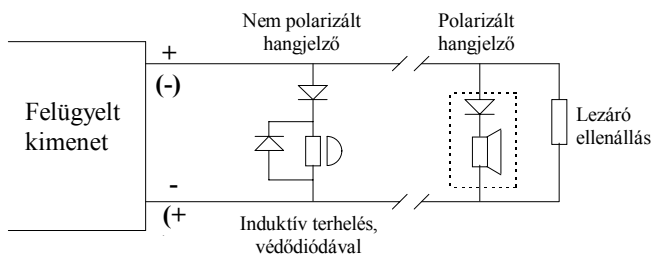 Nem polarizált
hangjelző
Polarizált
hangjelző
+
(-)
Felügyelt
kimenet
Lezáró
ellenállás
-
(+
Induktív terhelés,
védődiódával